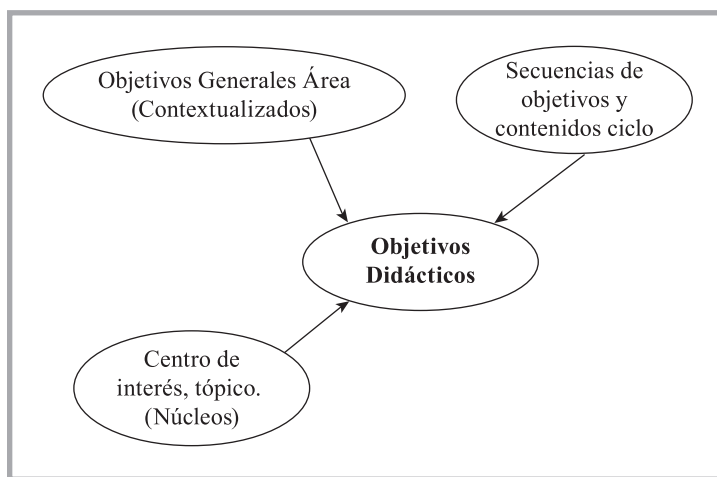 Objetivos Generales Área
(Contextualizados)
Secuencias de
objetivos y
contenidos ciclo
Objetivos
Didácticos
Centro de
interés, tópico.
(Núcleos)